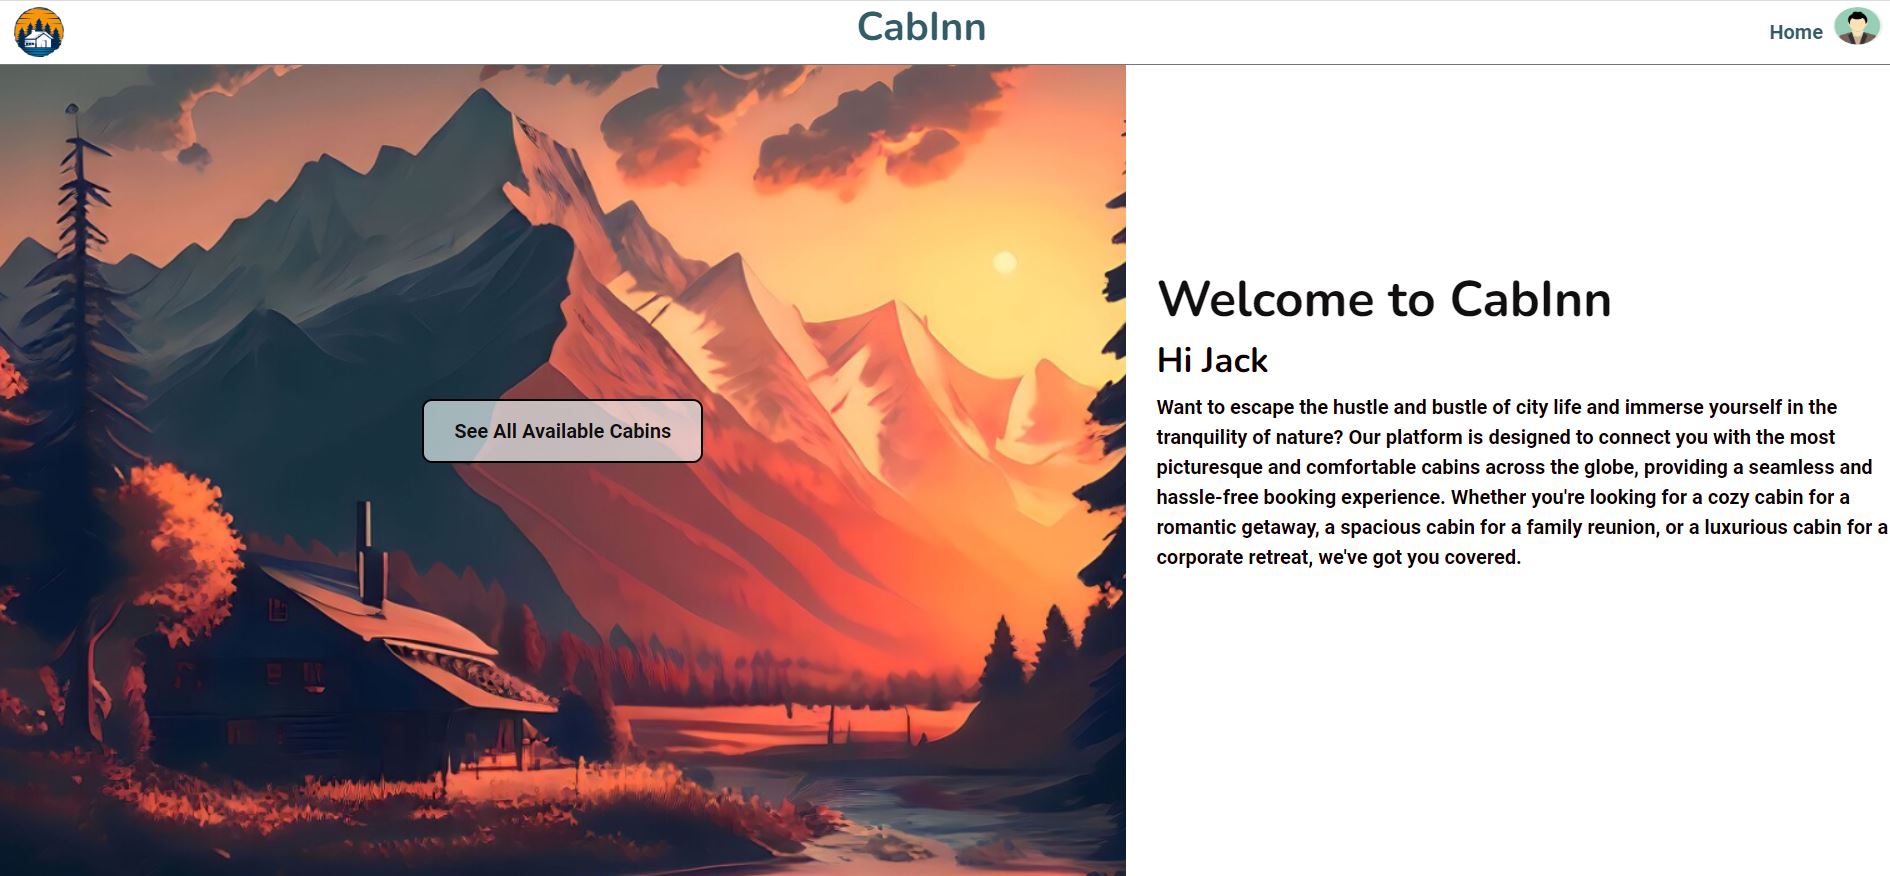 CabInn
Home
See All Available Cabins
Welcome to CabInn
Hi Jack
Want to escape the hustle and bustle of city life and immerse yourself in the
tranquility of nature? Our platform is designed to connect you with the most
picturesque and comfortable cabins across the globe, providing a seamless and
hassle-free booking experience. Whether you're looking for a cozy cabin for a
romantic getaway, a spacious cabin for a family reunion, or a luxurious cabin for a
corporate retreat, we've got you covered.